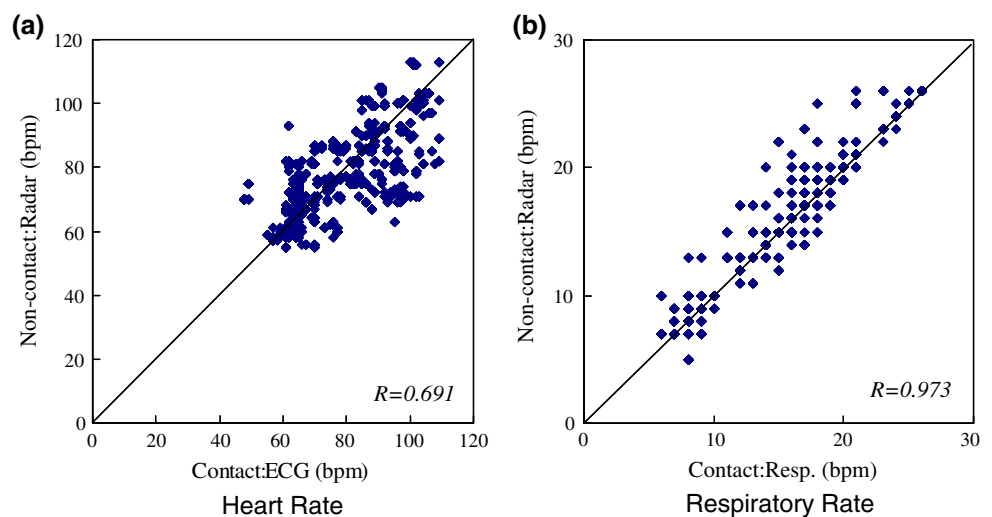 (a)
120
100
80
60
40
20
0
0 20 40 60 80 100 120
Non-contact:Radar (bpm)
R=0.691
Contact:ECG (bpm)
Heart Rate
(b)
30
20
10
0
0 10 20 30
Non-contact:Radar (bpm)
R=0.973
Contact:Resp. (bpm)
Respiratory Rate